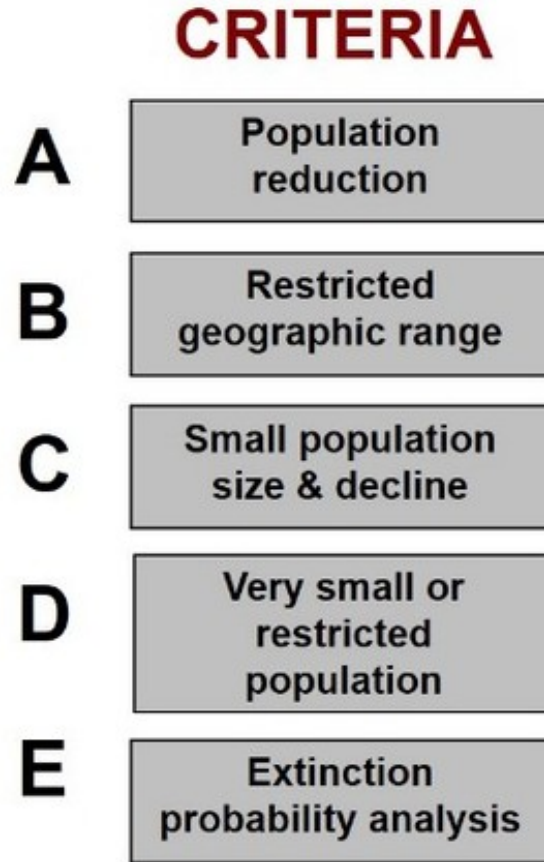 CRITERIA
A
Population
reduction
B
Restricted
geographic range
C
Small population
size & decline
D
Very small or
restricted
population
E
Extinction
probability analysis